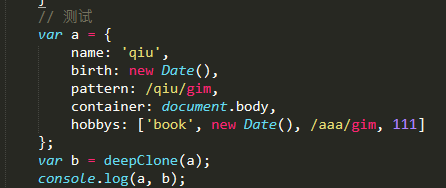 }
// 测试
var a = {
    name: 'qiu',
    birth: new Date(),
    pattern: /qiu/gim,
    container: document.body,
    hobbys: ['book', new Date(), /aaa/gim, 111]
};
var b = deepClone(a);
console.log(a, b);